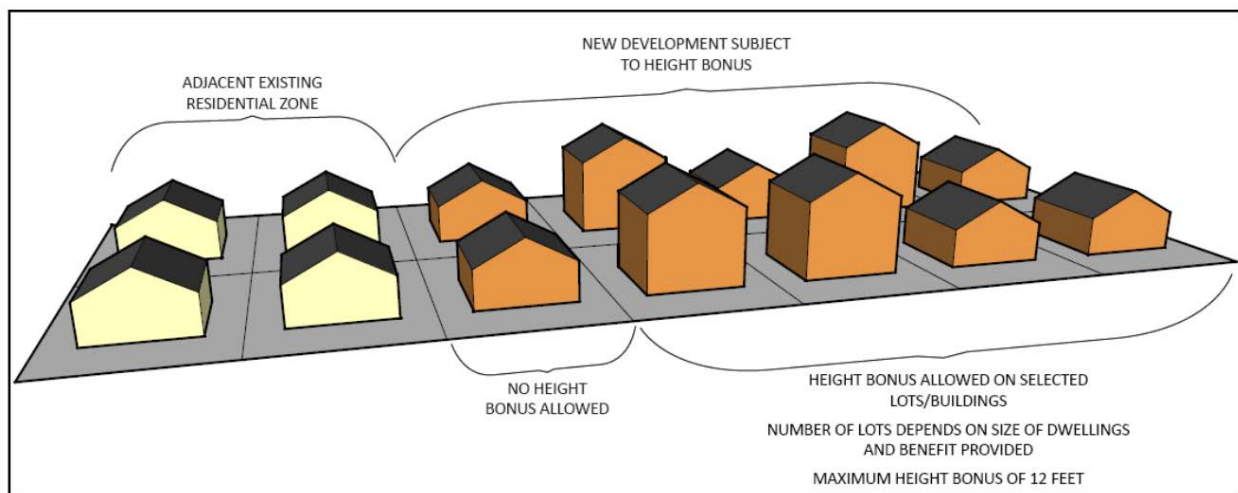 NEW DEVELOPMENT SUBJECT
TO HEIGHT BONUS
ADJACENT EXISTING
RESIDENTIAL ZONE
NO HEIGHT
BONUS ALLOWED
HEIGHT BONUS ALLOWED ON SELECTED
LOTS/BUILDINGS
NUMBER OF LOTS DEPENDS ON SIZE OF DWELLINGS
AND BENEFIT PROVIDED
MAXIMUM HEIGHT BONUS OF 12 FEET